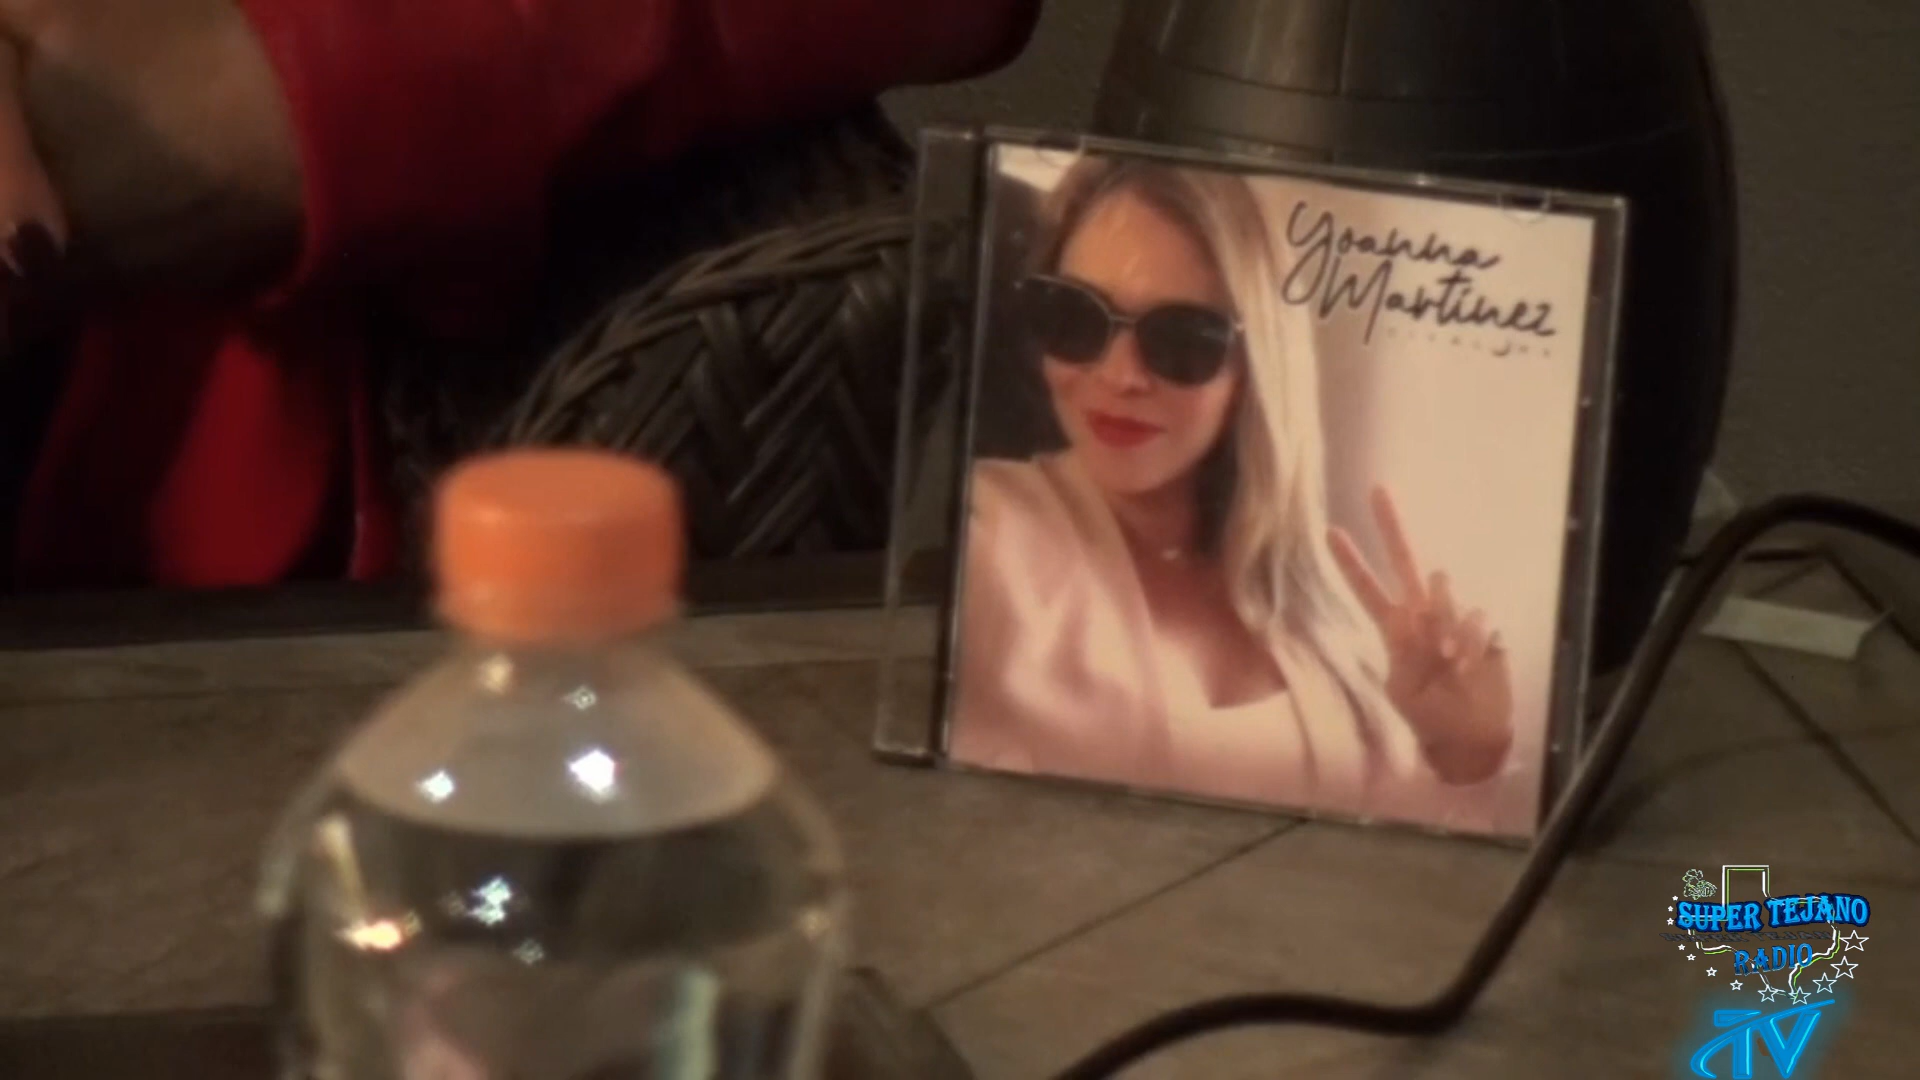 Yoanna
Martinez
SUPER TEJANO
RADIO
TV